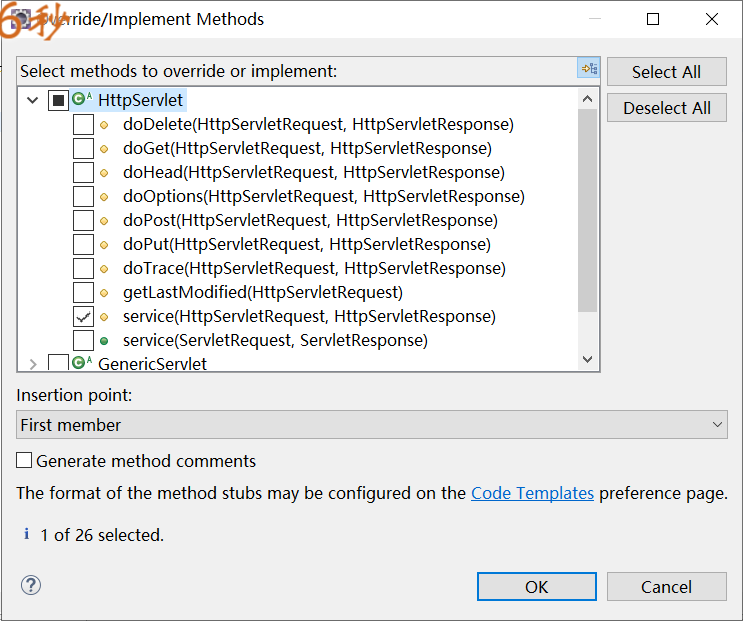 6秒
Override/Implement Methods
Select methods to override or implement:
Select All
HttpServlet
Deselect All
doDelete(HttpServletRequest, HttpServletResponse)
doGet(HttpServletRequest, HttpServletResponse)
doHead(HttpServletRequest, HttpServletResponse)
doOptions(HttpServletRequest, HttpServletResponse)
doPost(HttpServletRequest, HttpServletResponse)
doPut(HttpServletRequest, HttpServletResponse)
doTrace(HttpServletRequest, HttpServletResponse)
getLastModified(HttpServletRequest)
service(HttpServletRequest, HttpServletResponse)
service(ServletRequest, ServletResponse)
GenericServlet
Insertion point:
First member
Generate method comments
The format of the method stubs may be configured on the Code Templates preference page.
1 of 26 selected.
OK
Cancel